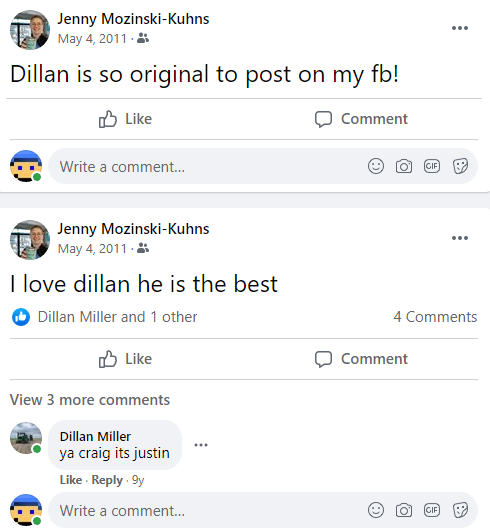 Jenny Mozinski-Kuhns
May 4, 2011 ·
Dillan is so original to post on my fb!
Like
Comment
Write a comment...
GIF
Jenny Mozinski-Kuhns
May 4, 2011 ·
I love dillan he is the best
Dillan Miller and 1 other
4 Comments
Like
Comment
View 3 more comments
Dillan Miller
ya craig its justin
Like · Reply · 9y
Write a comment...
GIF